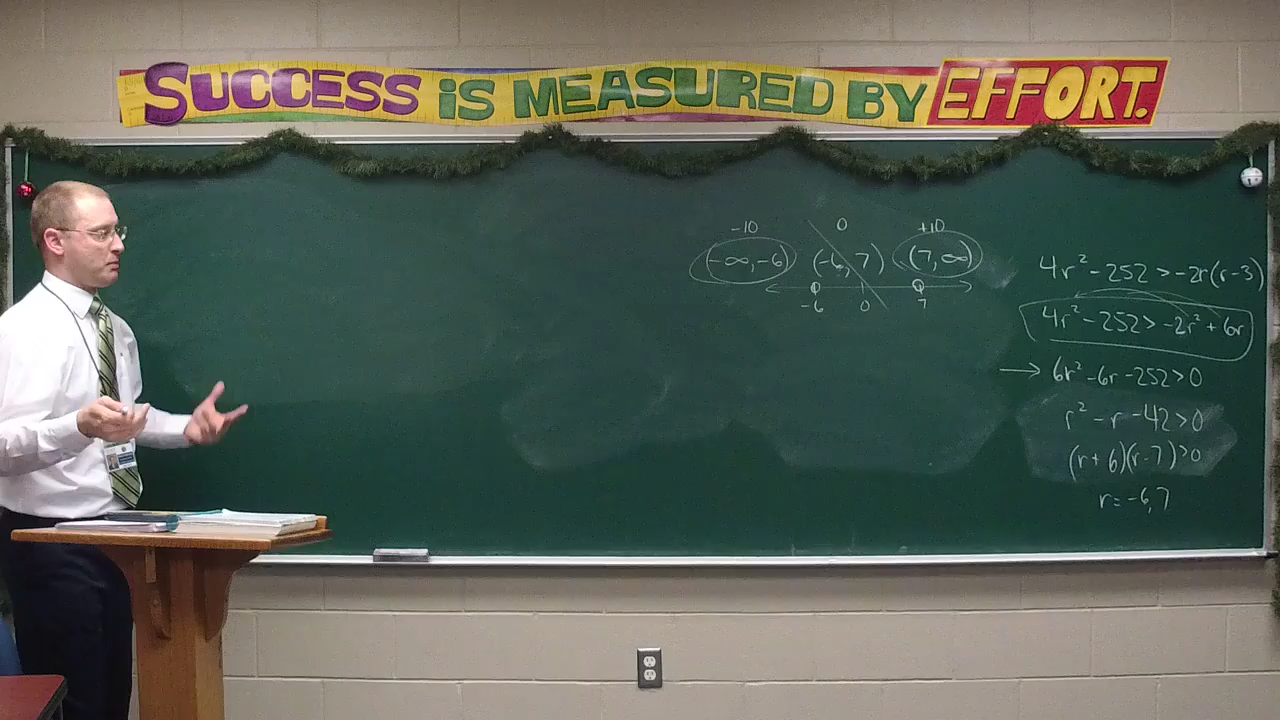 SUCCESS IS MEASURED BY EFFORT.
-10 0 +10
(-∞,-6) (-6,7) (7,∞)
-6 0 7
4r²-252>-2r(r-3)
4r²-252>-2r²+6r
→ 6r²-6r-252>0
r²-r-42>0
(r+6)(r-7)>0
r=-6,7